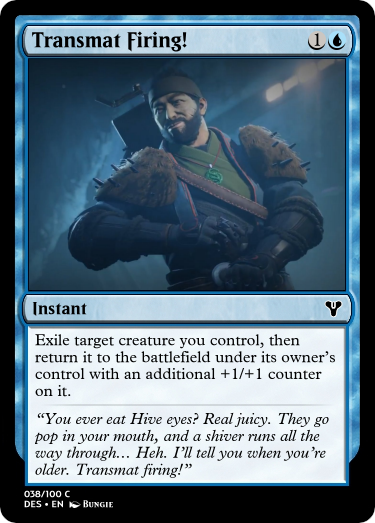 Transmat Firing! 1
Instant
Exile target creature you control, then
return it to the battlefield under its owner's
control with an additional +1/+1 counter
on it.
“You ever eat Hive eyes? Real juicy. They go
pop in your mouth, and a shiver runs all the
way through… Heh. I'll tell you when you're
older. Transmat firing!”
038/100 C
DES • EN Bungie